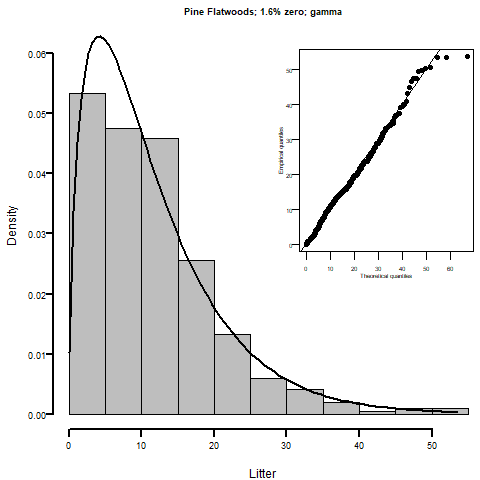 Pine Flatwoods; 1.6% zero; gamma
Density
0.00
0.01
0.02
0.03
0.04
0.05
0.06
0 10 20 30 40 50
Litter
Empirical quantiles
0
10
20
30
40
50
0 10 20 30 40 50 60
Theoretical quantiles